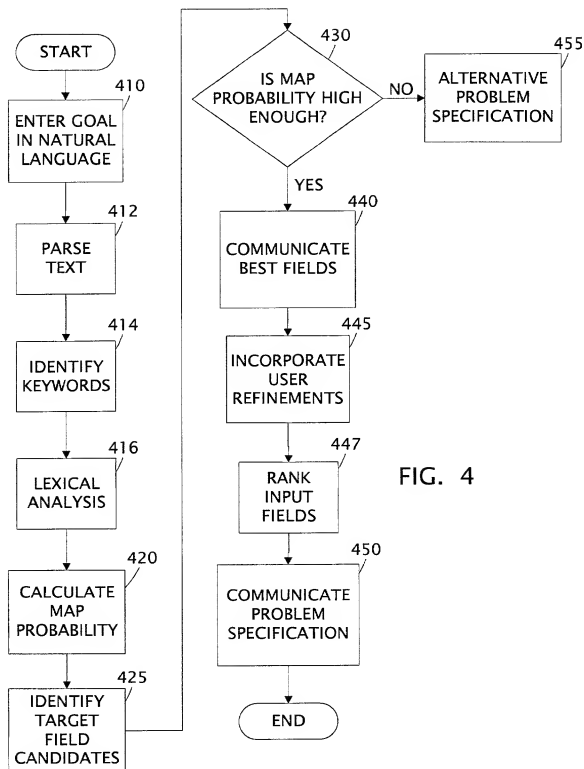 START
410
ENTER GOAL
IN NATURAL
LANGUAGE
412
PARSE
TEXT
414
IDENTIFY
KEYWORDS
416
LEXICAL
ANALYSIS
420
CALCULATE
MAP
PROBABILITY
425
IDENTIFY
TARGET
FIELD
CANDIDATES
430
IS MAP
PROBABILITY HIGH
ENOUGH?
NO
455
ALTERNATIVE
PROBLEM
SPECIFICATION
YES
440
COMMUNICATE
BEST FIELDS
445
INCORPORATE
USER
REFINEMENTS
447
RANK
INPUT
FIELDS
450
COMMUNICATE
PROBLEM
SPECIFICATION
END
FIG. 4